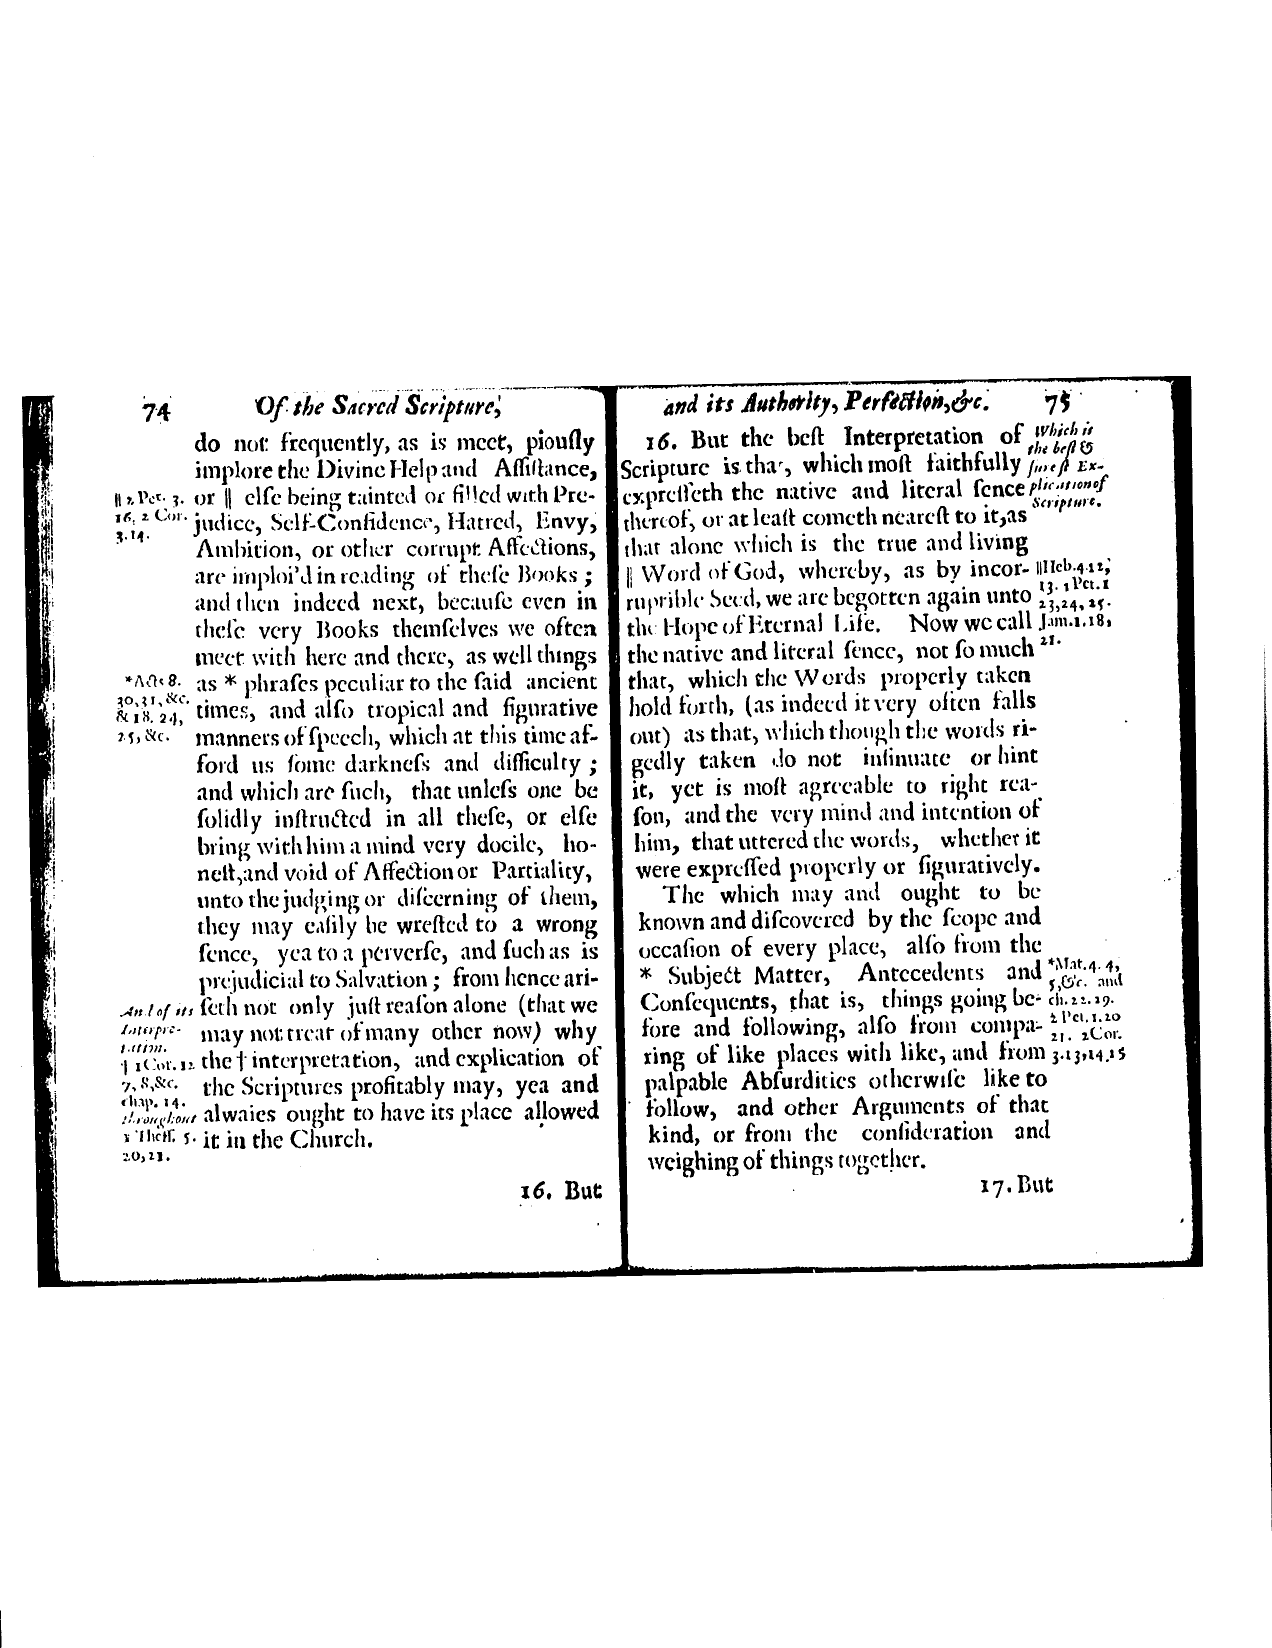 74 Of the Sacred Scripture,
do not frequently, as is meet, piouſly
implore the Divine Help and Aſſiſtance,
or || elſe being tainted or filled with Pre-
judice, Self-Confidence, Hatred, Envy,
Ambition, or other corrupt Affections,
are imploi'd in reading of theſe Books ;
and then indeed next, becauſe even in
theſe very Books themſelves we often
meet with here and there, as well things
as * phraſes peculiar to the ſaid ancient
times, and alſo tropical and figurative
manners of ſpeech, which at this time af-
ford us ſome darkneſs and difficulty ;
and which are ſuch, that unleſs one be
ſolidly inſtructed in all theſe, or elſe
bring with him a mind very docile, ho-
neſt, and void of Affection or Partiality,
unto the judging or diſcerning of them,
they may eaſily be wreſted to a wrong
ſence, yea to a perverſe, and ſuch as is
prejudicial to Salvation ; from hence ari-
ſeth not only juſt reaſon alone (that we
may not treat of many other now) why
the † interpretation, and explication of
the Scriptures profitably may, yea and
alwaies ought to have its place allowed
it in the Church.
16. But
|| 2 Pet. 3.
16. 2 Cor.
3.14.
*Acts 8.
30,31, &c.
& 18. 24,
25, &c.
And of its
Interpre-
tation.
† 1 Cor. 12
7, 8, &c.
chap. 14.
throughout
1 Theſſ. 5.
20,21.
and its Authority, Perfection, &c. 75
16. But the beſt Interpretation of
Scripture is that, which moſt faithfully
expreſſeth the native and literal ſence
thereof, or at leaſt cometh neareſt to it, as
that alone which is the true and living
|| Word of God, whereby, as by incor-
ruptible Seed, we are begotten again unto
the Hope of Eternal Life. Now we call
the native and literal ſence, not ſo much
that, which the Words properly taken
hold forth, (as indeed it very often falls
out) as that, which though the words ri-
gedly taken do not inſinuate or hint
it, yet is moſt agreeable to right rea-
ſon, and the very mind and intention of
him, that uttered the words, whether it
were expreſſed properly or figuratively.
The which may and ought to be
known and diſcovered by the ſcope and
occaſion of every place, alſo from the
* Subject Matter, Antecedents and
Conſequents, that is, things going be-
fore and following, alſo from compa-
ring of like places with like, and from
palpable Abſurdities otherwiſe like to
follow, and other Arguments of that
kind, or from the conſideration and
weighing of things together.
17. But
Which is
the beſt &
ſureſt Ex-
plication of
Scripture.
||Heb.4.12,
13. 1 Pet.1
23,24,25.
Jam.1.18,
21.
*Mat.4.4,
5,&c. and
ch.22.29.
2 Pet.1.20
21. 2Cor.
3.13,14.15